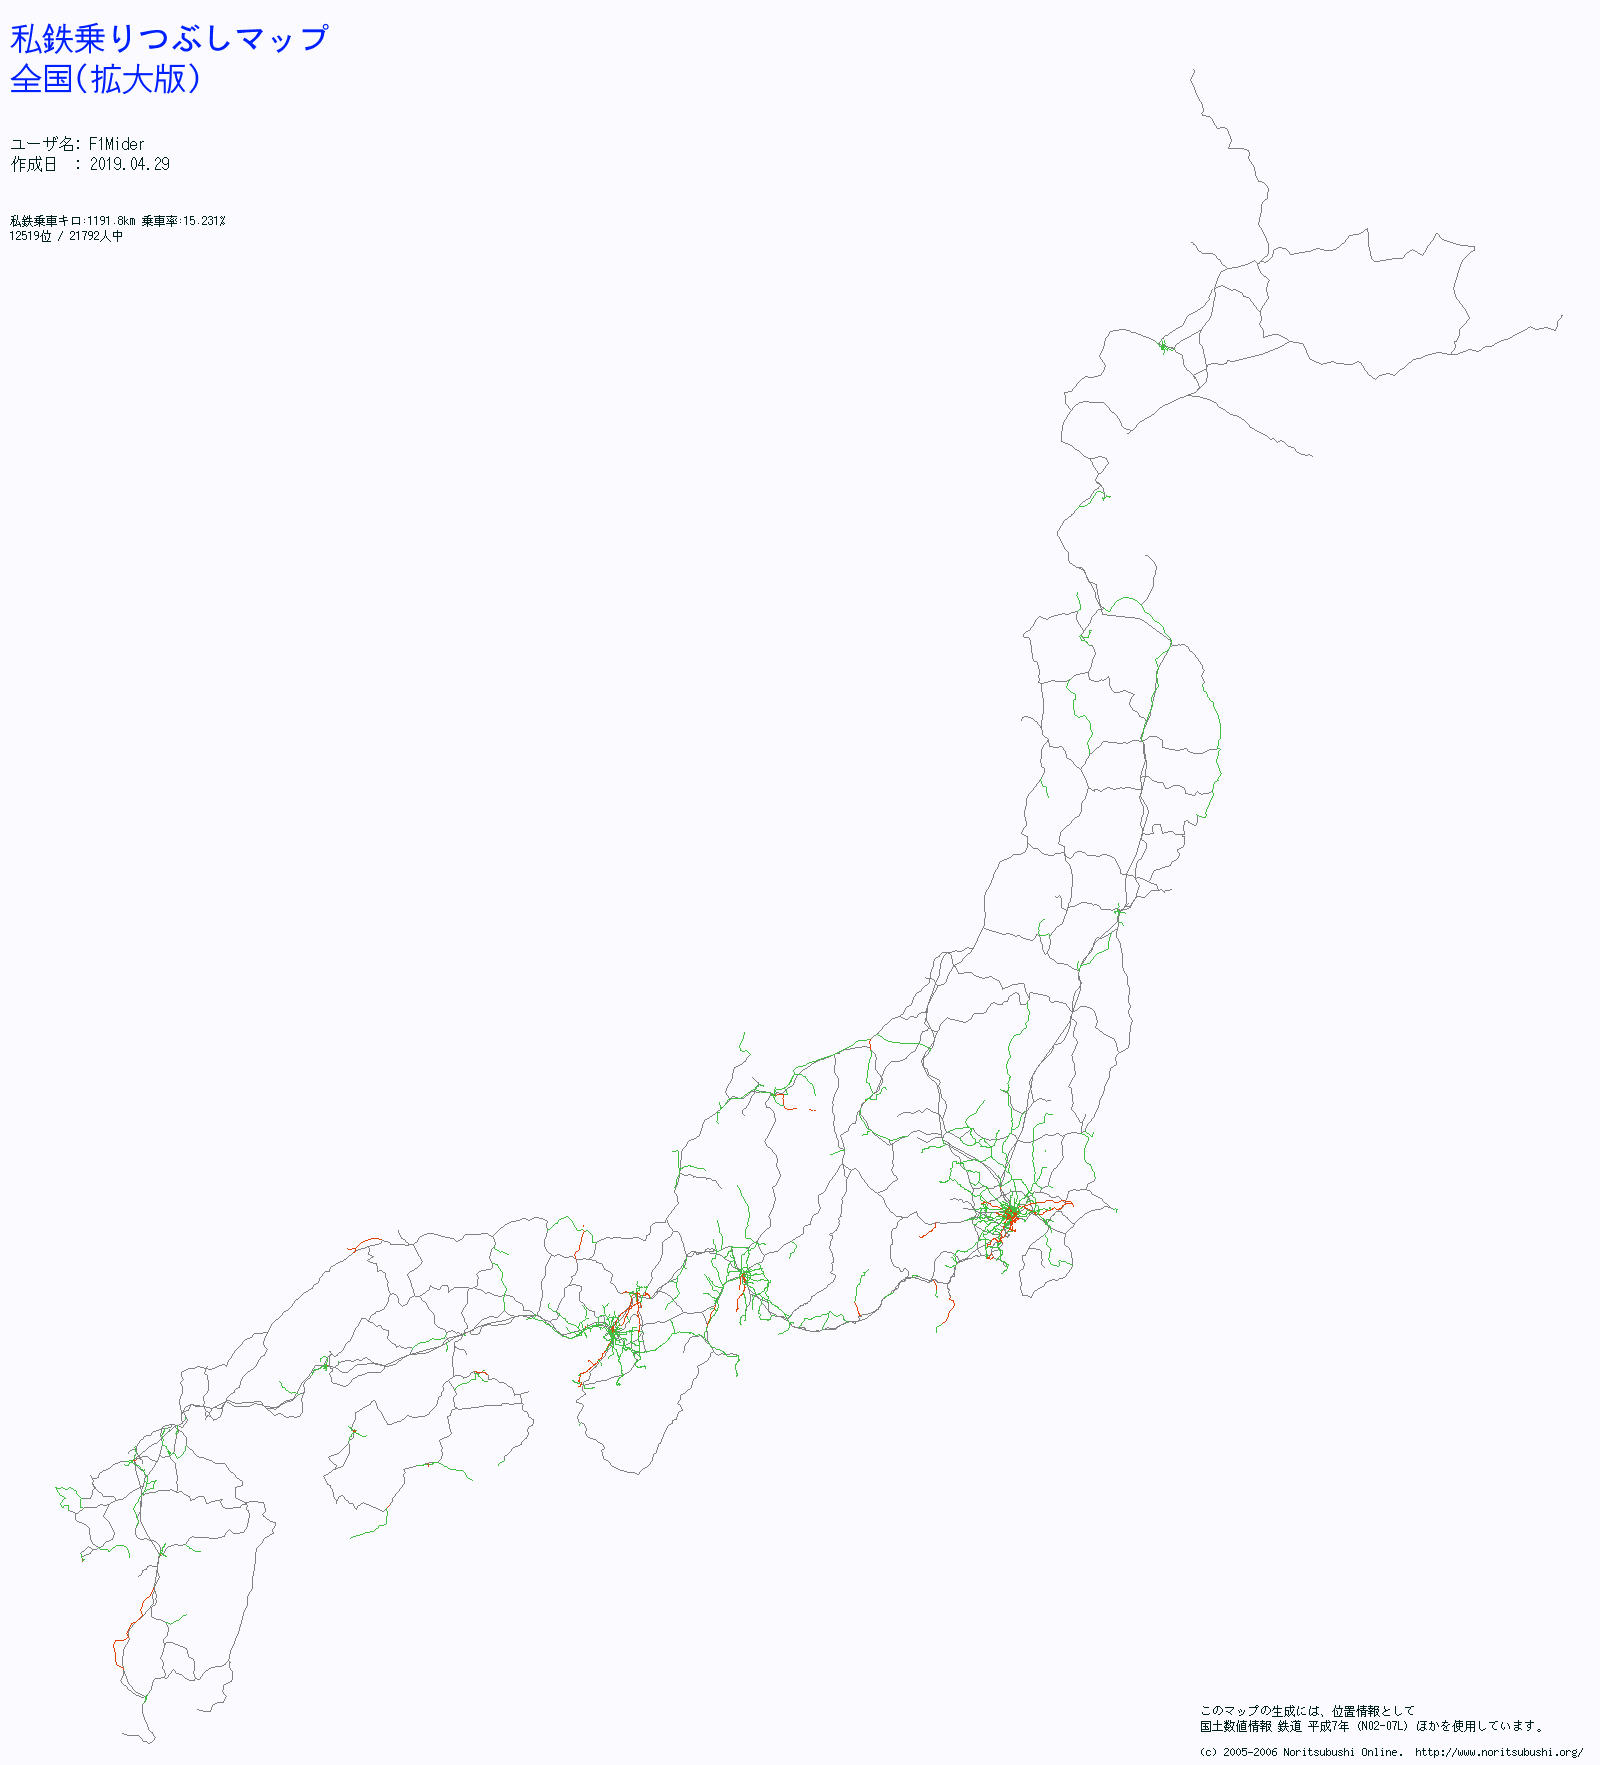 私鉄乗りつぶしマップ
全国(拡大版)
ユーザ名: F1Mider
作成日　: 2019.04.29
私鉄乗車キロ:1191.8km 乗車率:15.231%
12519位 / 21792人中
このマップの生成には、位置情報として
国土数値情報 鉄道 平成7年 (N02-07L) ほかを使用しています。
(c) 2005-2006 Noritsubushi Online.  http://www.noritsubushi.org/